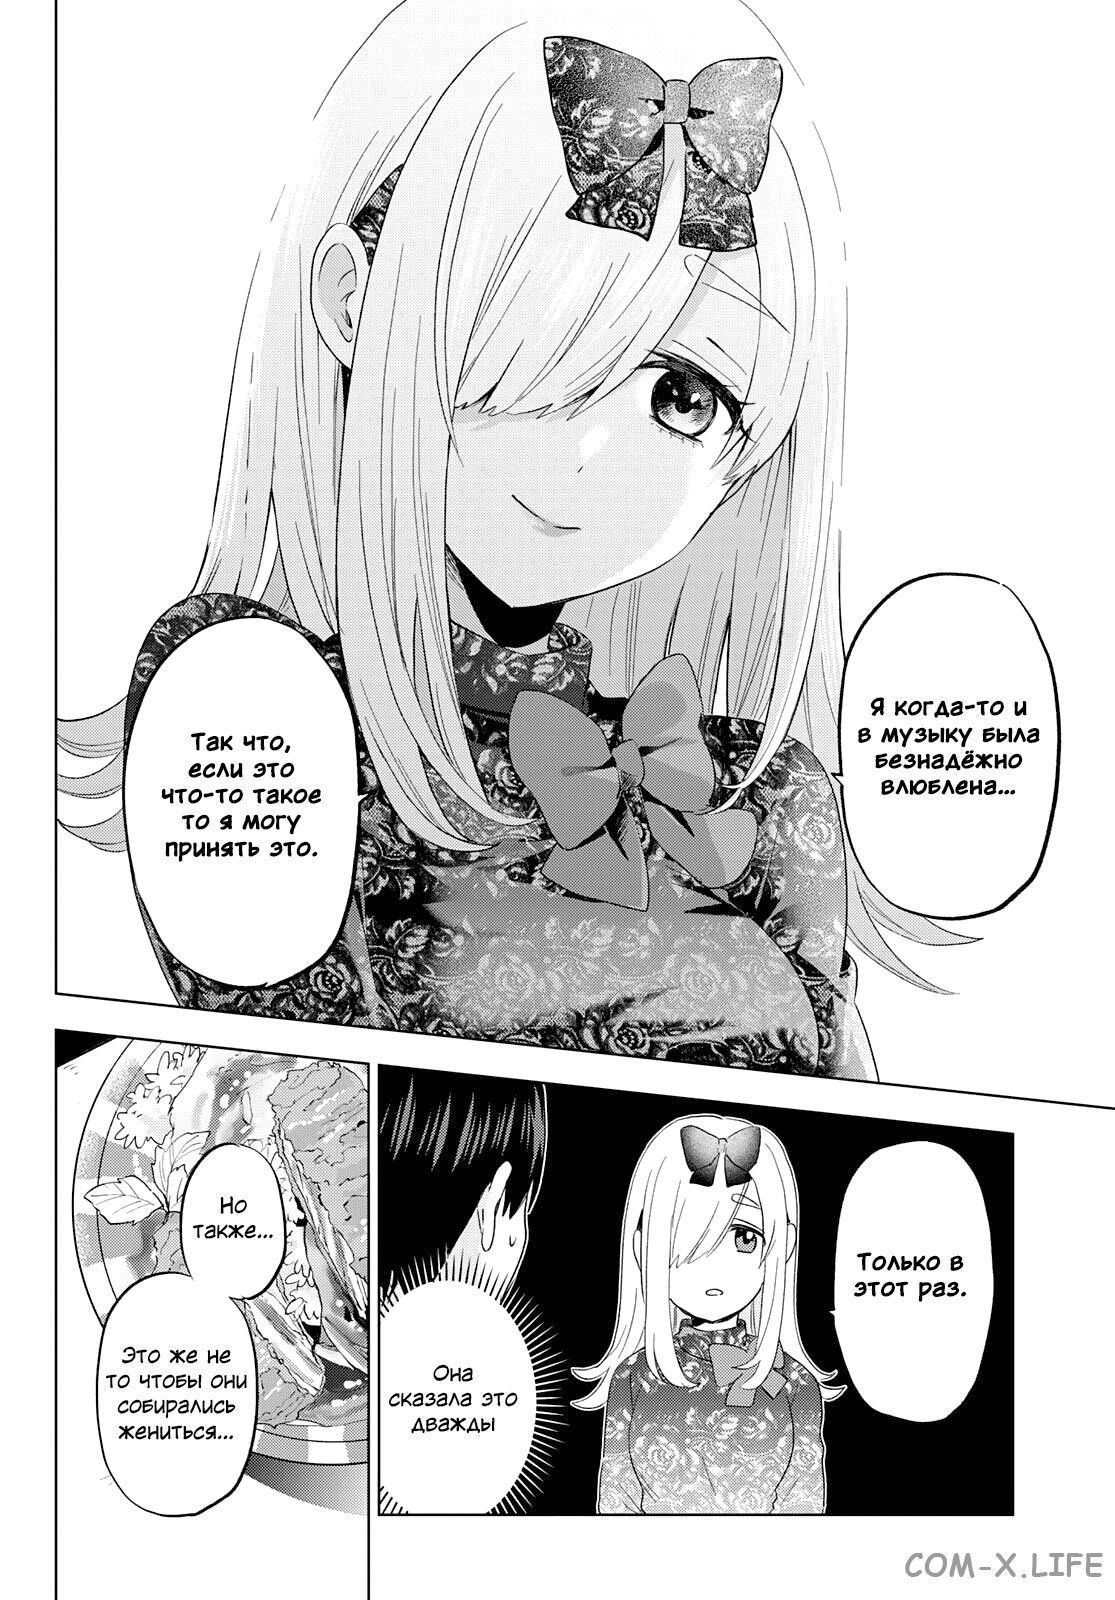 Я когда-то и
в музыку была
безнадёжно
влюблена...
Так что,
если это
что-то такое
то я могу
принять это.
Только в
этот раз.
Она
сказала это
дважды
Но
также...
Это же не
то чтобы они
собирались
жениться...
COM-X.LIFE